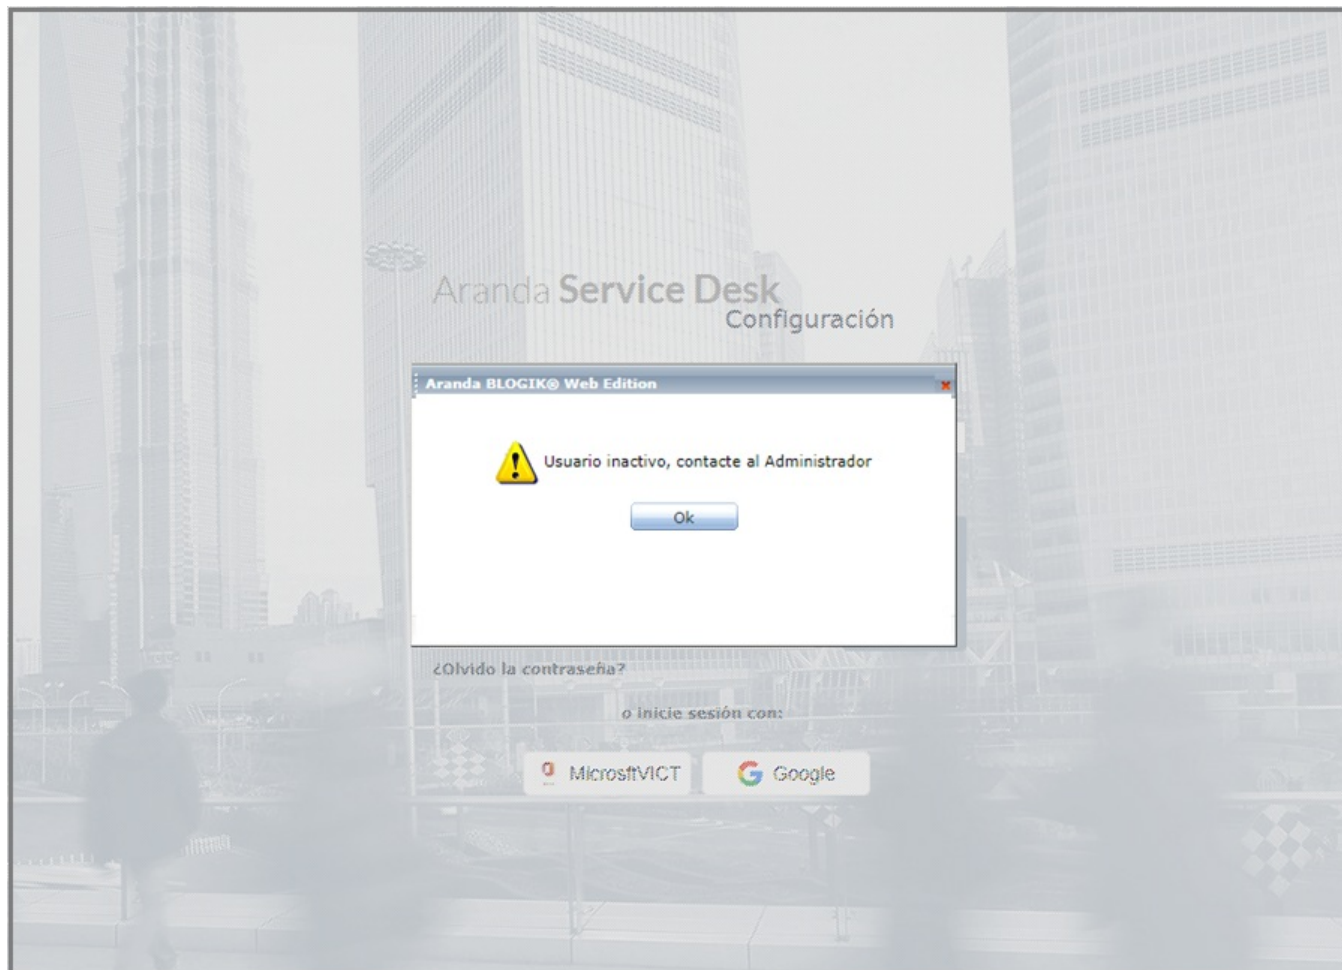 Aranda Service Desk
Configuración
Aranda BLOGIK® Web Edition
Usuario inactivo, contacte al Administrador
Ok
¿Olvido la contraseña?
o inicie sesión con:
MicrosftVICT
Google